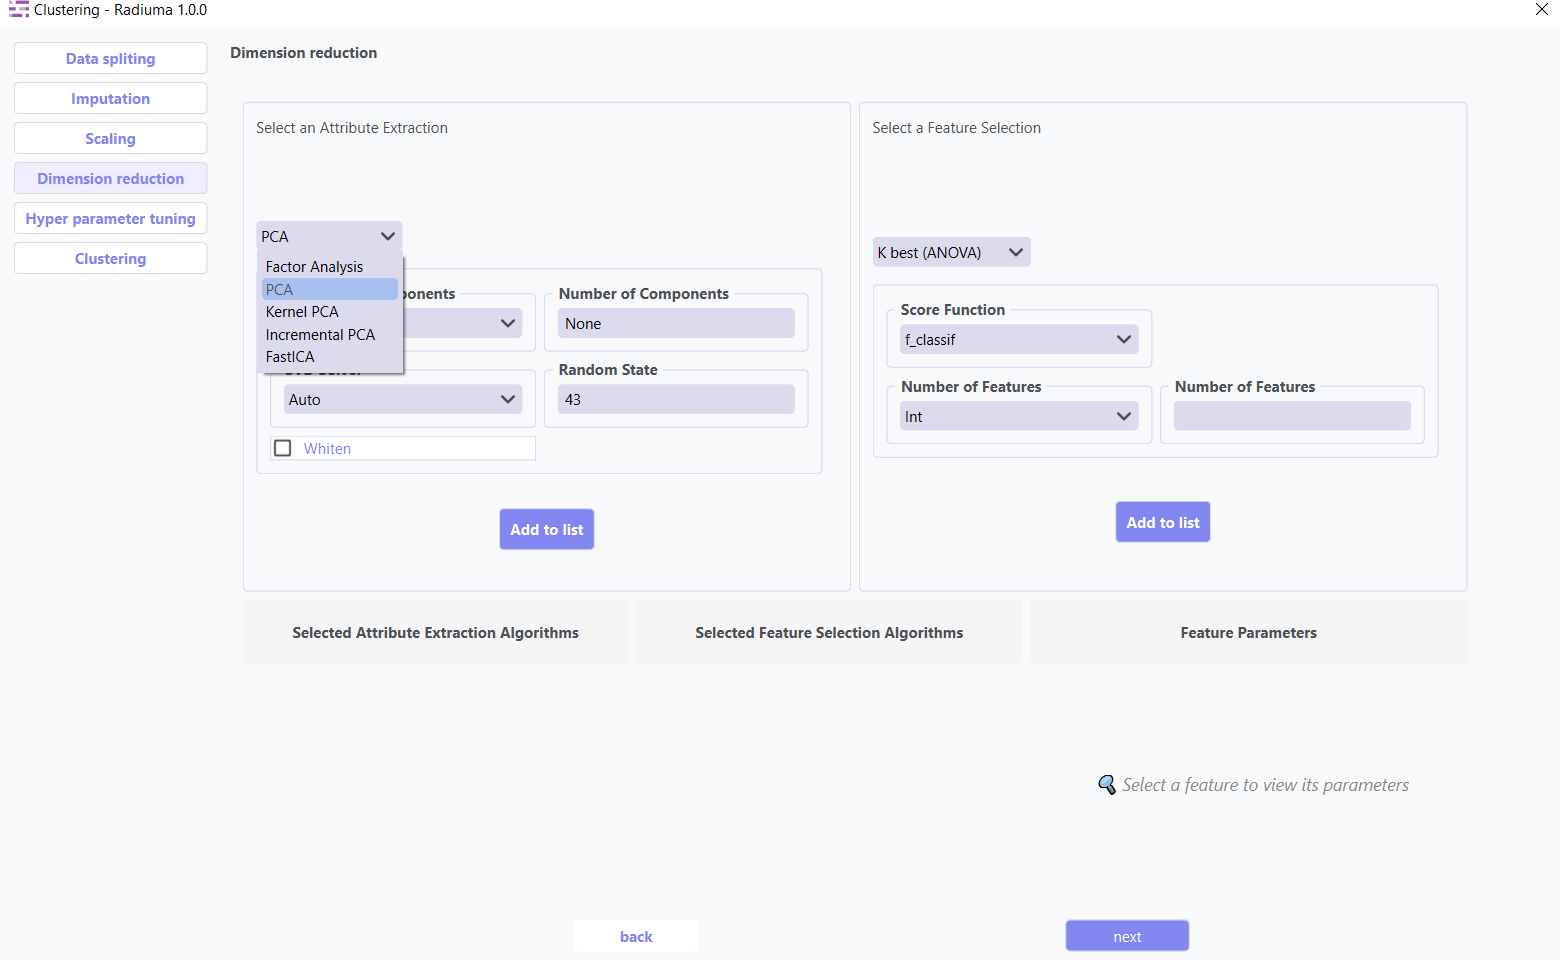 Clustering - Radiuma 1.0.0
Data spliting
Imputation
Scaling
Dimension reduction
Hyper parameter tuning
Clustering
Dimension reduction
Select an Attribute Extraction
PCA
Factor Analysis
PCA
Kernel PCA
Incremental PCA
FastICA
Number of Components
None
Auto
Random State
43
Whiten
Add to list
Select a Feature Selection
K best (ANOVA)
Score Function
f_classif
Number of Features
Int
Number of Features
Add to list
Selected Attribute Extraction Algorithms
Selected Feature Selection Algorithms
Feature Parameters
Select a feature to view its parameters
back
next